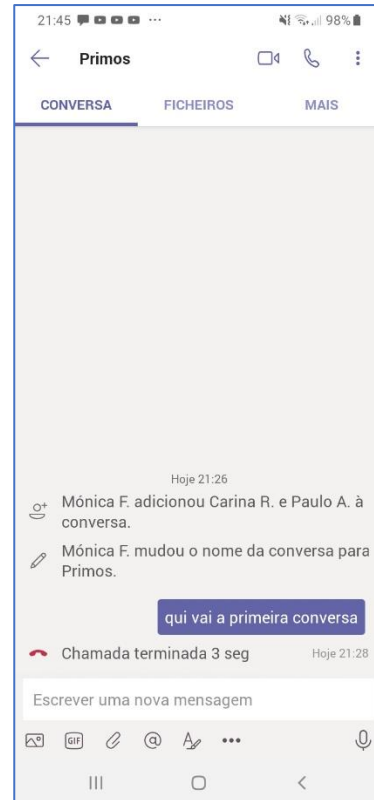 21:45 ... 98%
Primos
CONVERSA FICHEIROS MAIS
Hoje 21:26
Mónica F. adicionou Carina R. e Paulo A. à
conversa.
Mónica F. mudou o nome da conversa para
Primos.
qui vai a primeira conversa
Chamada terminada 3 seg Hoje 21:28
Escrever uma nova mensagem
GIF @ A